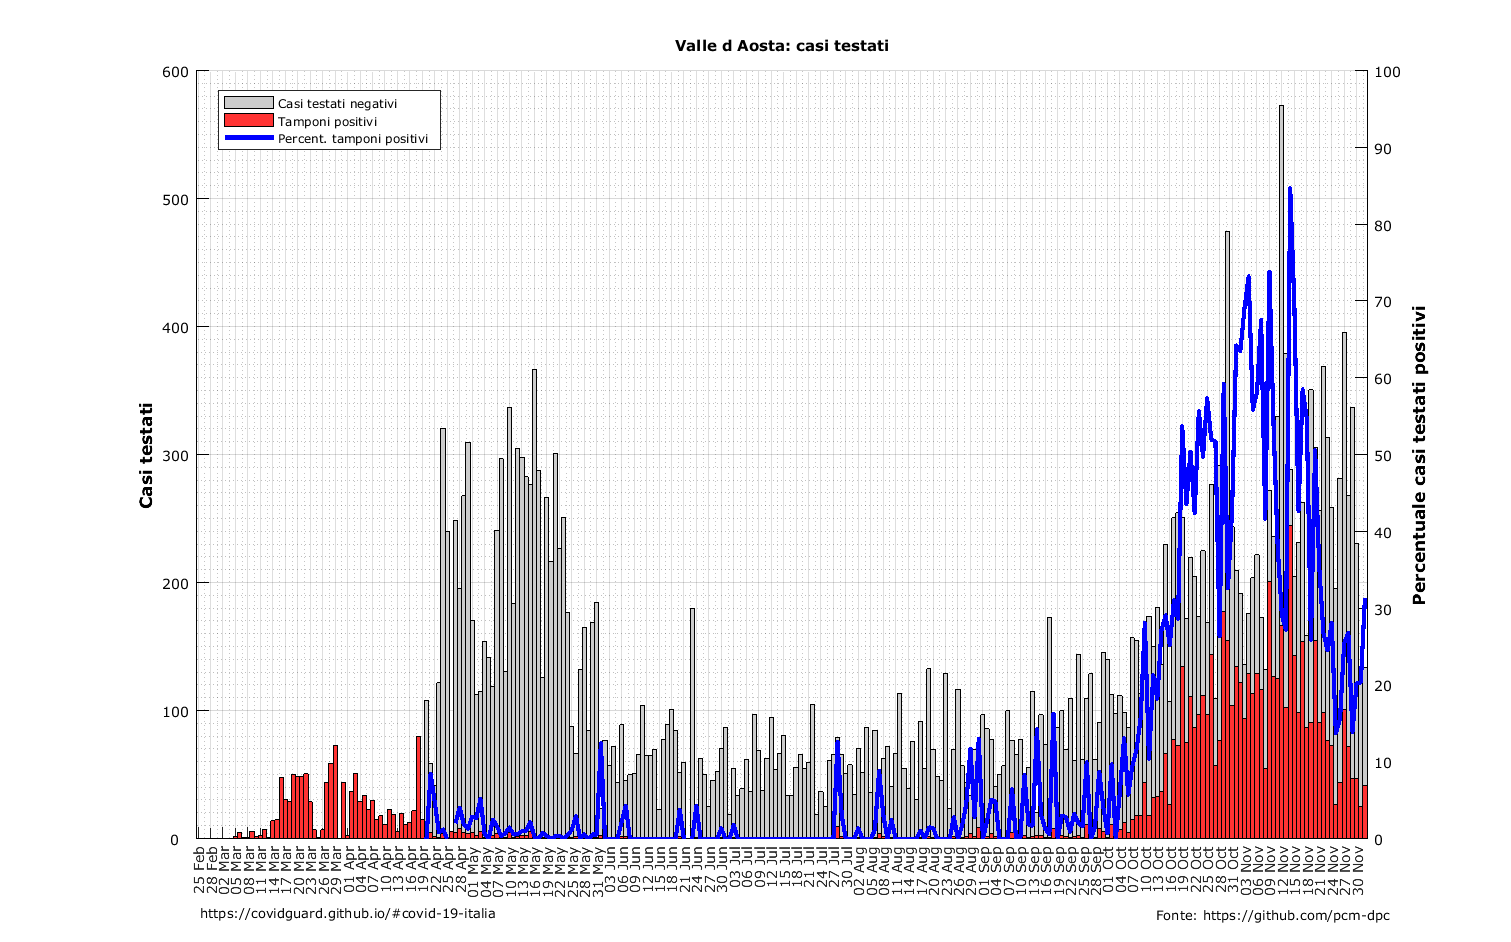 Valle d Aosta: casi testati
Casi testati negativi
Tamponi positivi
Percent. tamponi positivi
Casi testati
600
500
400
300
200
100
0
100
90
80
70
60
50
40
30
20
10
0
Percentuale casi testati positivi
25 Feb
28 Feb
02 Mar
05 Mar
08 Mar
11 Mar
14 Mar
17 Mar
20 Mar
23 Mar
26 Mar
29 Mar
01 Apr
04 Apr
07 Apr
10 Apr
13 Apr
16 Apr
19 Apr
22 Apr
25 Apr
28 Apr
01 May
04 May
07 May
10 May
13 May
16 May
19 May
22 May
25 May
28 May
31 May
03 Jun
06 Jun
09 Jun
12 Jun
15 Jun
18 Jun
21 Jun
24 Jun
27 Jun
30 Jun
03 Jul
06 Jul
09 Jul
12 Jul
15 Jul
18 Jul
21 Jul
24 Jul
27 Jul
30 Jul
02 Aug
05 Aug
08 Aug
11 Aug
14 Aug
17 Aug
20 Aug
23 Aug
26 Aug
29 Aug
01 Sep
04 Sep
07 Sep
10 Sep
13 Sep
16 Sep
19 Sep
22 Sep
25 Sep
28 Sep
01 Oct
04 Oct
07 Oct
10 Oct
13 Oct
16 Oct
19 Oct
22 Oct
25 Oct
28 Oct
31 Oct
03 Nov
06 Nov
09 Nov
12 Nov
15 Nov
18 Nov
21 Nov
24 Nov
27 Nov
30 Nov
https://covidguard.github.io/#covid-19-italia
Fonte: https://github.com/pcm-dpc